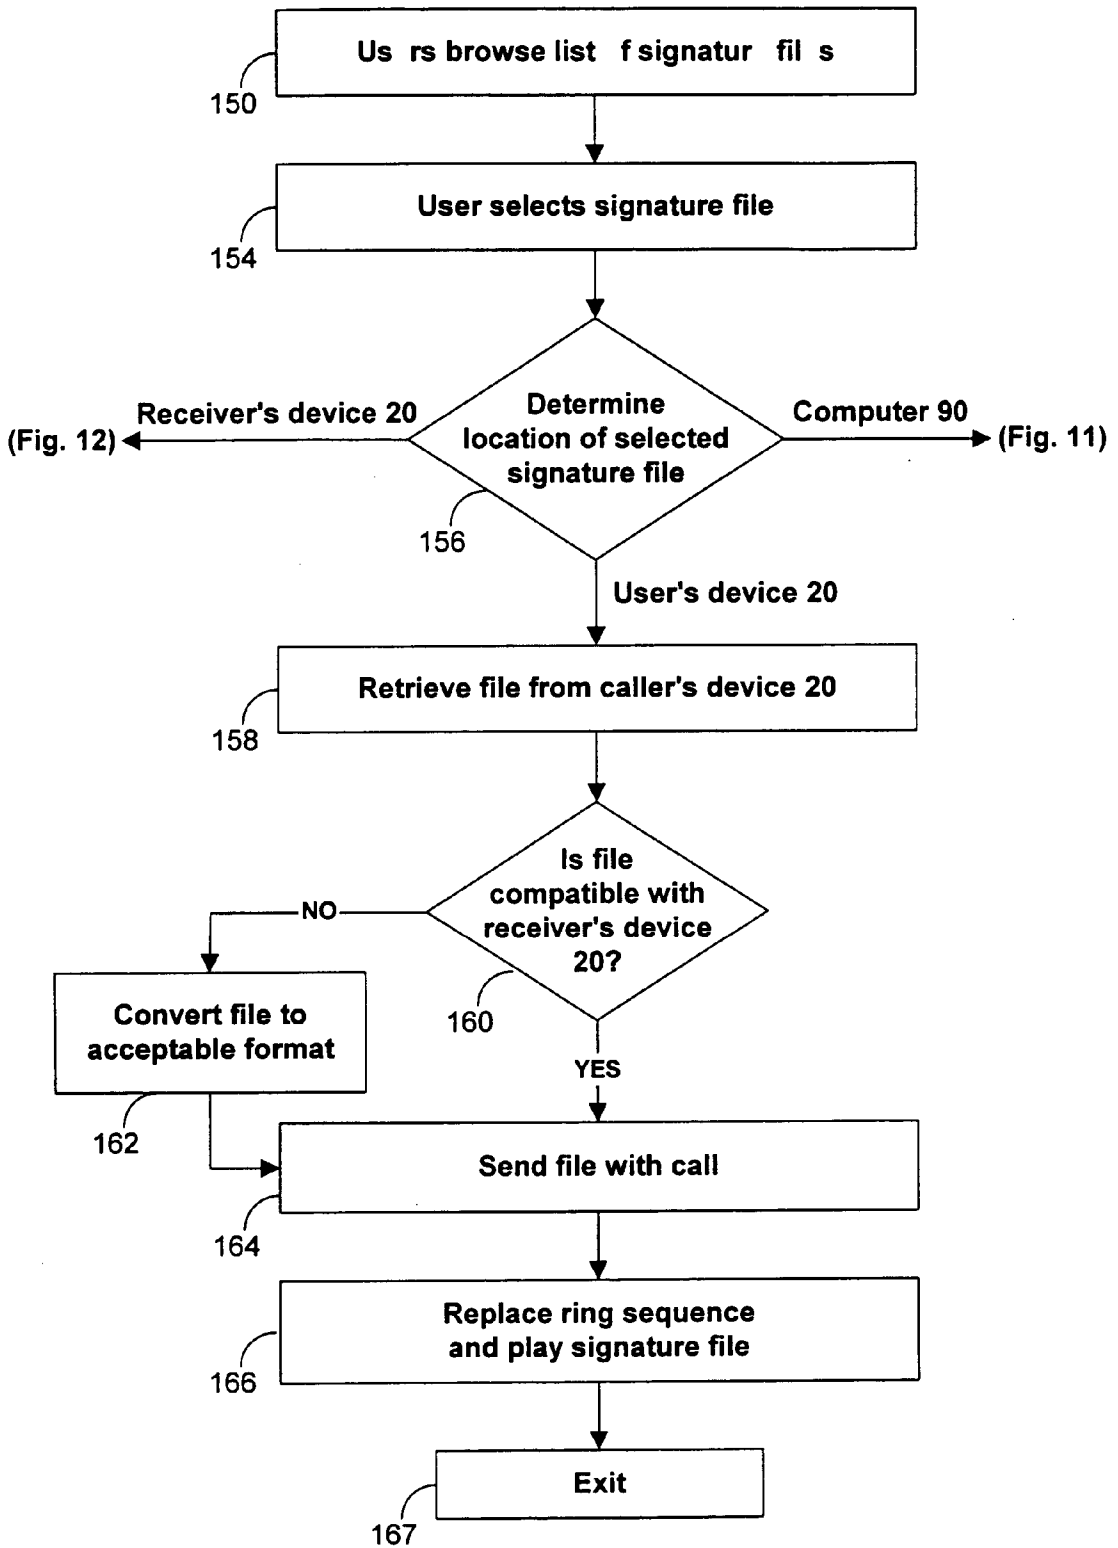 Us rs browse list f signatur fil s
150
User selects signature file
154
Determine
location of selected
signature file
Receiver's device 20
(Fig. 12)
Computer 90
(Fig. 11)
156
User's device 20
Retrieve file from caller's device 20
158
Is file
compatible with
receiver's device
20?
NO
160
Convert file to
acceptable format
YES
162
Send file with call
164
Replace ring sequence
and play signature file
166
Exit
167